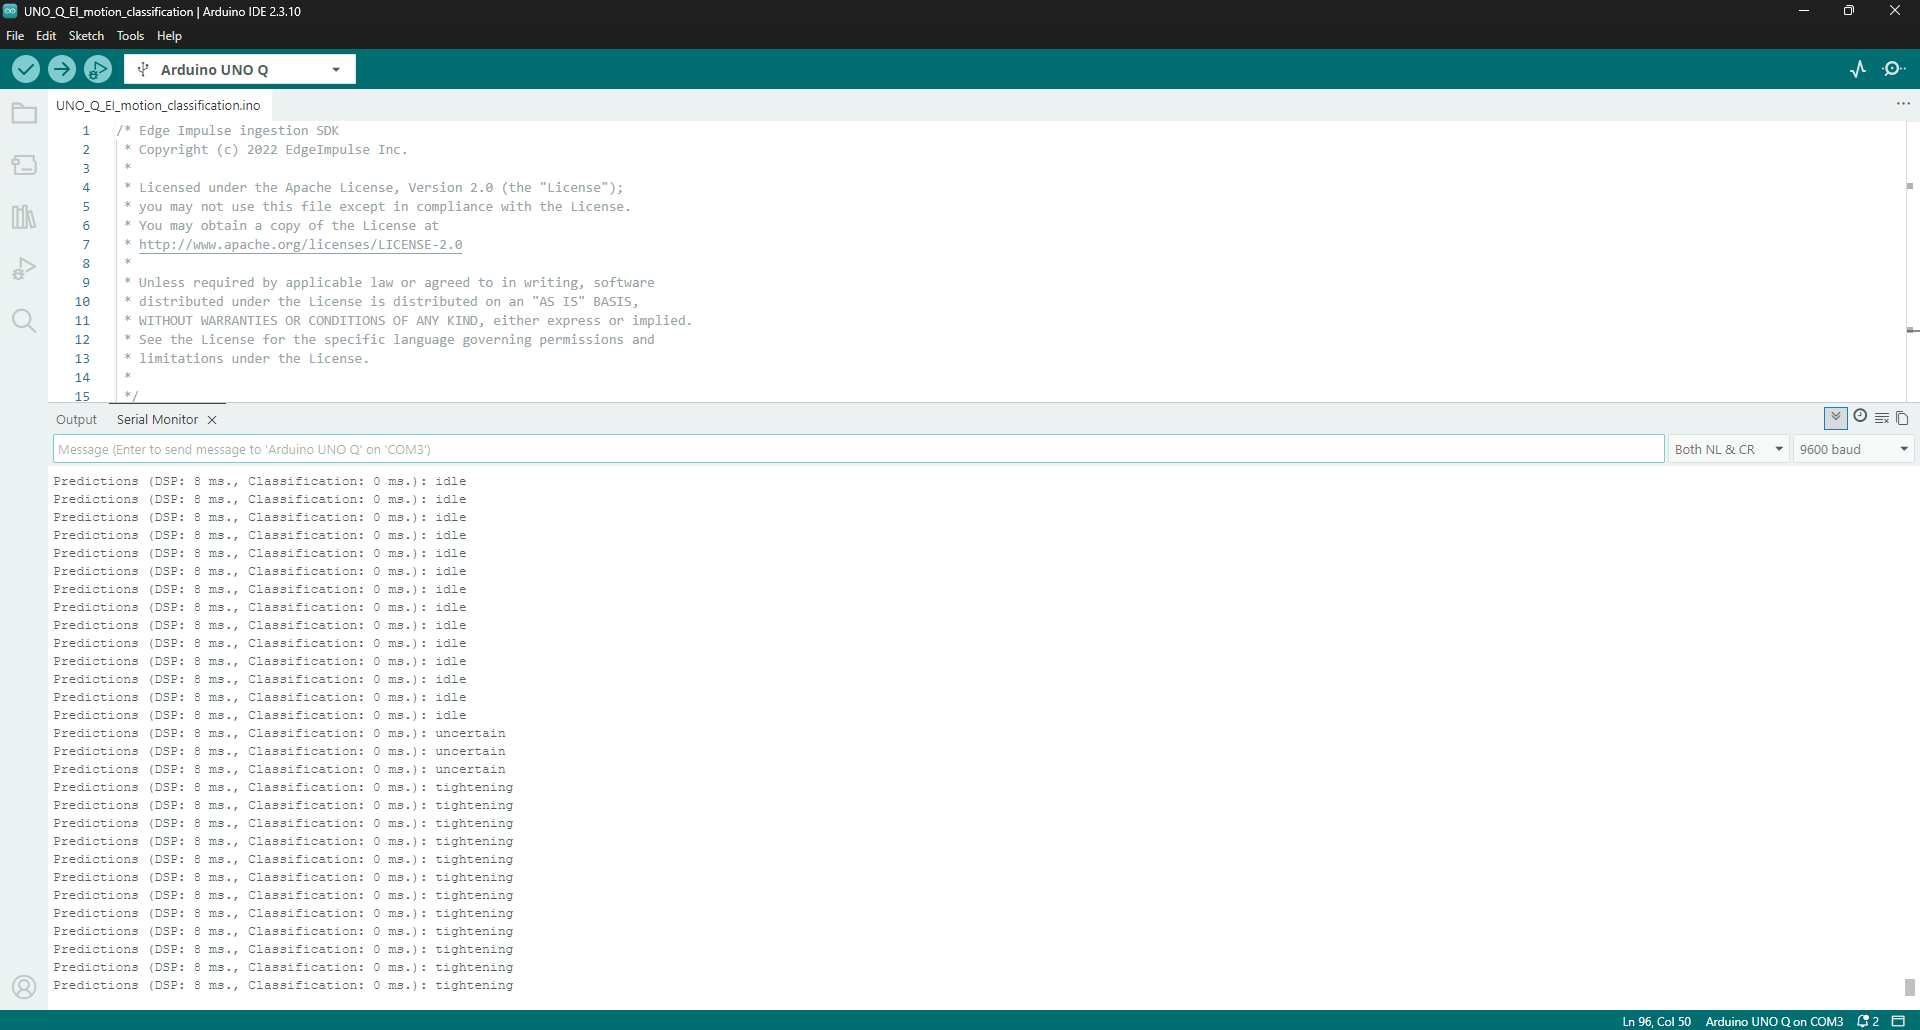 UNO_Q_EI_motion_classification | Arduino IDE 2.3.10
File Edit Sketch Tools Help
Arduino UNO Q
UNO_Q_EI_motion_classification.ino
1 /* Edge Impulse ingestion SDK
2 * Copyright (c) 2022 EdgeImpulse Inc.
3 *
4 * Licensed under the Apache License, Version 2.0 (the "License");
5 * you may not use this file except in compliance with the License.
6 * You may obtain a copy of the License at
7 * http://www.apache.org/licenses/LICENSE-2.0
8 *
9 * Unless required by applicable law or agreed to in writing, software
10 * distributed under the License is distributed on an "AS IS" BASIS,
11 * WITHOUT WARRANTIES OR CONDITIONS OF ANY KIND, either express or implied.
12 * See the License for the specific language governing permissions and
13 * limitations under the License.
14 *
15 */
Output Serial Monitor
Message (Enter to send message to 'Arduino UNO Q' on 'COM3') Both NL & CR 9600 baud
Predictions (DSP: 8 ms., Classification: 0 ms.): idle
Predictions (DSP: 8 ms., Classification: 0 ms.): idle
Predictions (DSP: 8 ms., Classification: 0 ms.): idle
Predictions (DSP: 8 ms., Classification: 0 ms.): idle
Predictions (DSP: 8 ms., Classification: 0 ms.): idle
Predictions (DSP: 8 ms., Classification: 0 ms.): idle
Predictions (DSP: 8 ms., Classification: 0 ms.): idle
Predictions (DSP: 8 ms., Classification: 0 ms.): idle
Predictions (DSP: 8 ms., Classification: 0 ms.): idle
Predictions (DSP: 8 ms., Classification: 0 ms.): idle
Predictions (DSP: 8 ms., Classification: 0 ms.): idle
Predictions (DSP: 8 ms., Classification: 0 ms.): idle
Predictions (DSP: 8 ms., Classification: 0 ms.): idle
Predictions (DSP: 8 ms., Classification: 0 ms.): idle
Predictions (DSP: 8 ms., Classification: 0 ms.): uncertain
Predictions (DSP: 8 ms., Classification: 0 ms.): uncertain
Predictions (DSP: 8 ms., Classification: 0 ms.): uncertain
Predictions (DSP: 8 ms., Classification: 0 ms.): tightening
Predictions (DSP: 8 ms., Classification: 0 ms.): tightening
Predictions (DSP: 8 ms., Classification: 0 ms.): tightening
Predictions (DSP: 8 ms., Classification: 0 ms.): tightening
Predictions (DSP: 8 ms., Classification: 0 ms.): tightening
Predictions (DSP: 8 ms., Classification: 0 ms.): tightening
Predictions (DSP: 8 ms., Classification: 0 ms.): tightening
Predictions (DSP: 8 ms., Classification: 0 ms.): tightening
Predictions (DSP: 8 ms., Classification: 0 ms.): tightening
Predictions (DSP: 8 ms., Classification: 0 ms.): tightening
Predictions (DSP: 8 ms., Classification: 0 ms.): tightening
Predictions (DSP: 8 ms., Classification: 0 ms.): tightening
Ln 96, Col 50 Arduino UNO Q on COM3 2